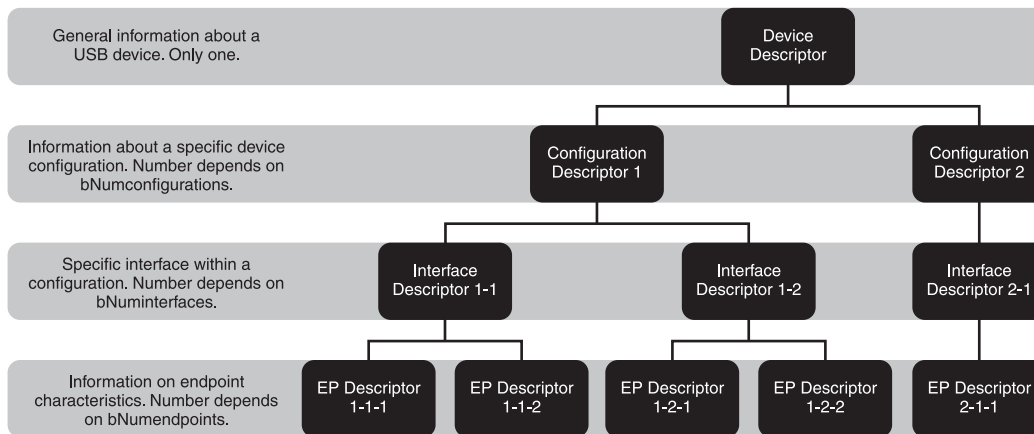 General information about a
USB device. Only one.
Device
Descriptor
Information about a specific device
configuration. Number depends on
bNumconfigurations.
Configuration
Descriptor 1
Configuration
Descriptor 2
Specific interface within a
configuration. Number depends on
bNuminterfaces.
Interface
Descriptor 1-1
Interface
Descriptor 1-2
Interface
Descriptor 2-1
Information on endpoint
characteristics. Number depends
on bNumendpoints.
EP Descriptor
1-1-1
EP Descriptor
1-1-2
EP Descriptor
1-2-1
EP Descriptor
1-2-2
EP Descriptor
2-1-1